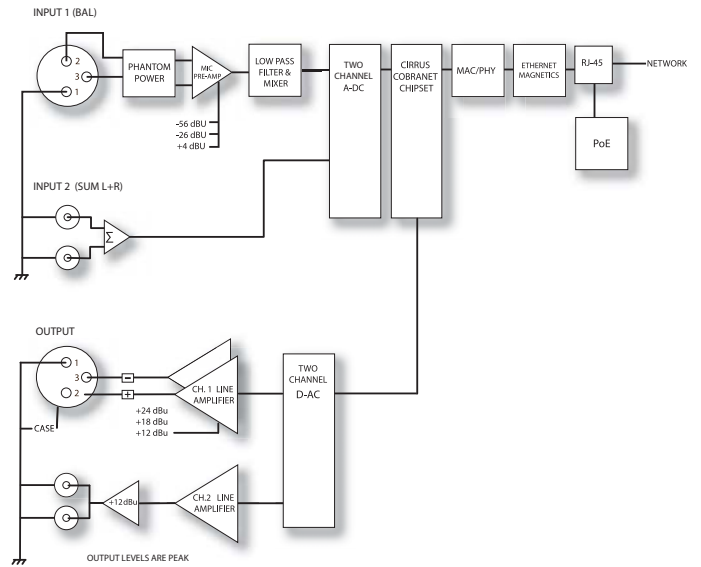 INPUT 1 (BAL)
2
3
1
PHANTOM
POWER
MIC
PRE-AMP
LOW PASS
FILTER &
MIXER
TWO
CHANNEL
A-DC
CIRRUS
COBRANET
CHIPSET
MAC/PHY
ETHERNET
MAGNETICS
RJ-45
NETWORK
PoE
-56 dBU
-26 dBU
+4 dBU
INPUT 2 (SUM L+R)
Σ
OUTPUT
1
3
2
CASE
-
+
CH. 1 LINE
AMPLIFIER
+24 dBu
+18 dBu
+12 dBu
TWO
CHANNEL
D-AC
+12dBu
CH.2 LINE
AMPLIFIER
OUTPUT LEVELS ARE PEAK